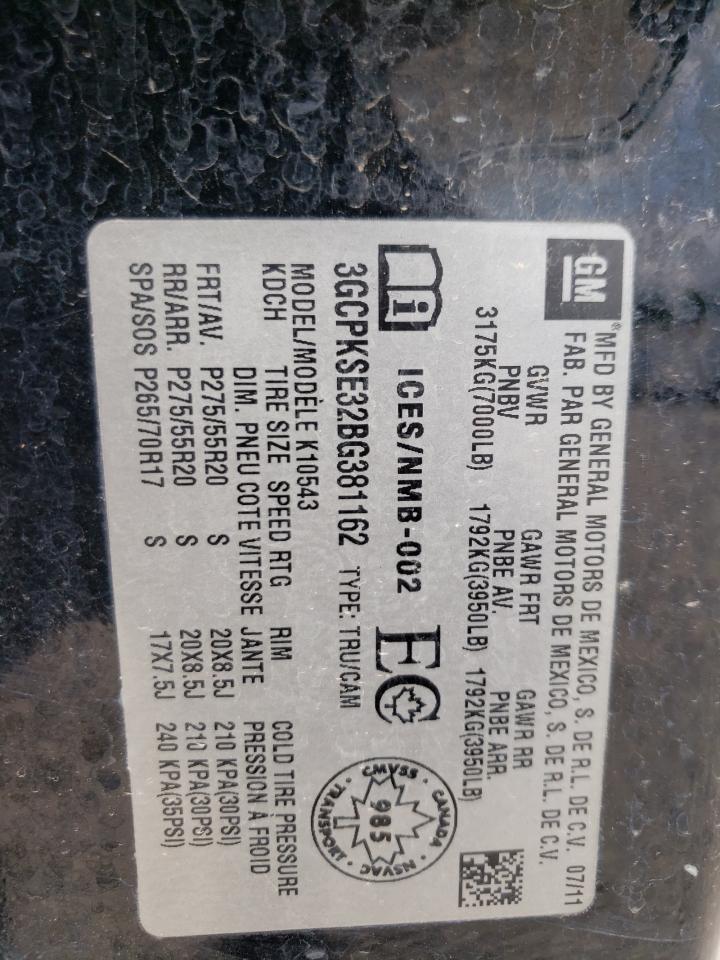 GM ® MFD BY GENERAL MOTORS DE MEXICO, S. DE R.L. DE C.V. 07/11
FAB. PAR GENERAL MOTORS DE MEXICO, S. DE R.L. DE C.V.
GVWR GAWR FRT GAWR RR
PNBV PNBE AV. PNBE ARR.
3175KG(7000LB) 1792KG(3950LB) 1792KG(3950LB)
i ICES/NMB-002 EC
CMVSS · CANADA · NSVAC · TRANSPORT ·
985
3GCPKSE32BG381162 TYPE: TRU/CAM
MODEL/MODÈLE K10543
KDCH TIRE SIZE SPEED RTG RIM COLD TIRE PRESSURE
DIM. PNEU COTE VITESSE JANTE PRESSION À FROID
FRT/AV. P275/55R20 S 20X8.5J 210 KPA(30PSI)
RR/ARR. P275/55R20 S 20X8.5J 210 KPA(30PSI)
SPA/SOS P265/70R17 S 17X7.5J 240 KPA(35PSI)